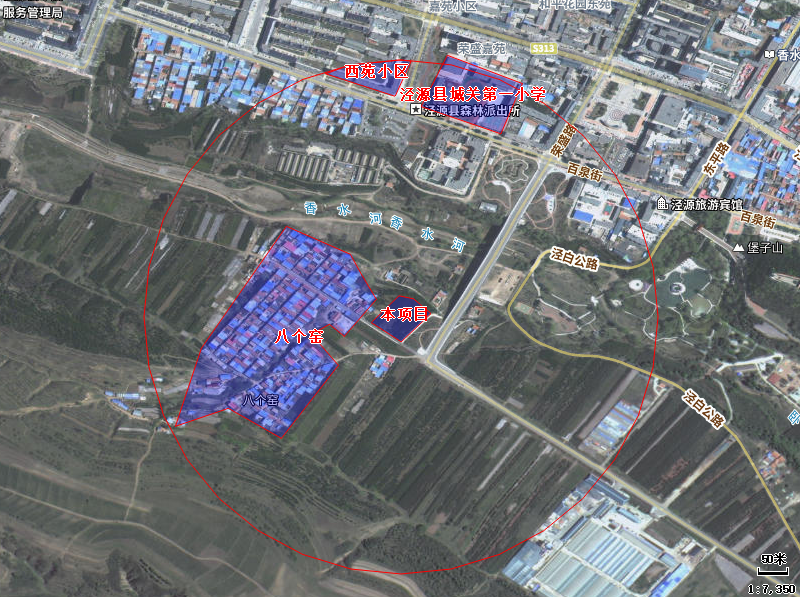 服务管理局
嘉苑小区
和平花园东苑
荣盛嘉苑
S313
香水
西苑小区
泾源县城关第一小学
泾源县森林派出所
荣盛路
百泉街
东平路
泾源旅游宾馆
百泉街
香水河香水河
堡子山
泾白公路
本项目
八个窑
八个窑
泾白公路
50米
1:7,350